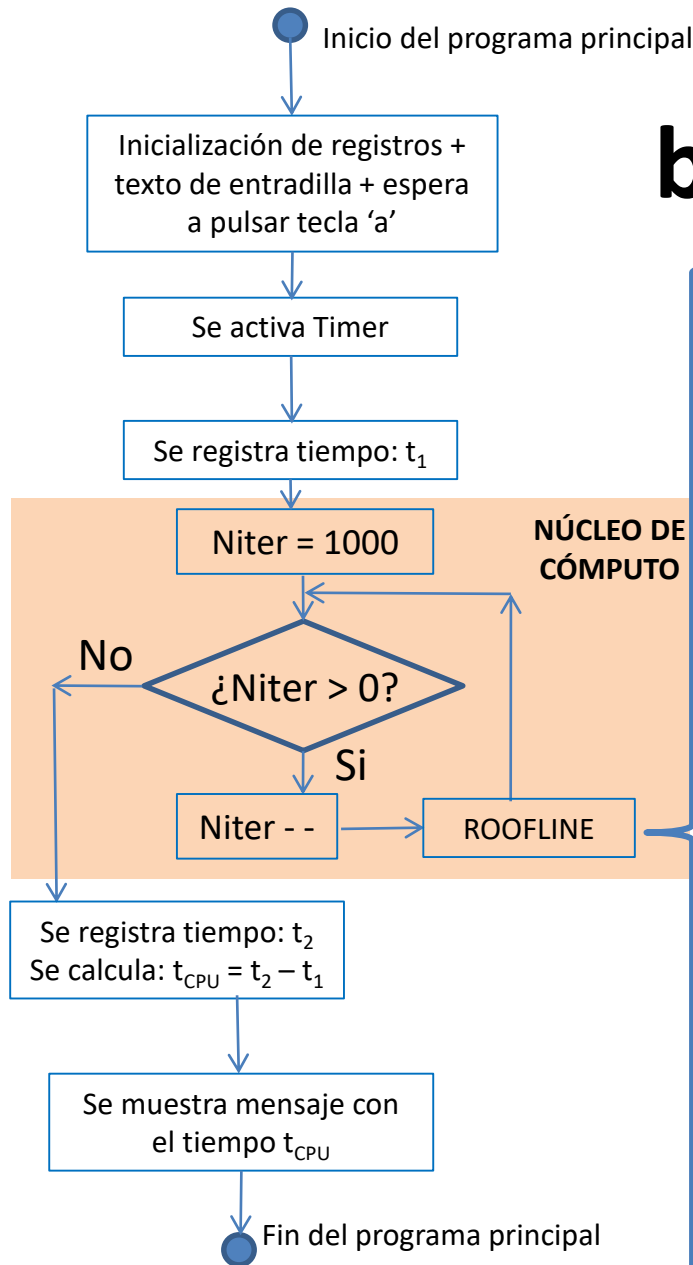 Inicio del programa principal
b
Inicialización de registros +
texto de entradilla + espera
a pulsar tecla ‘a’
Se activa Timer
Se registra tiempo: t₁
NÚCLEO DE
CÓMPUTO
Niter = 1000
No
¿Niter > 0?
Si
Niter - -
ROOFLINE
Se registra tiempo: t₂
Se calcula: t_CPU = t₂ – t₁
Se muestra mensaje con
el tiempo t_CPU
Fin del programa principal